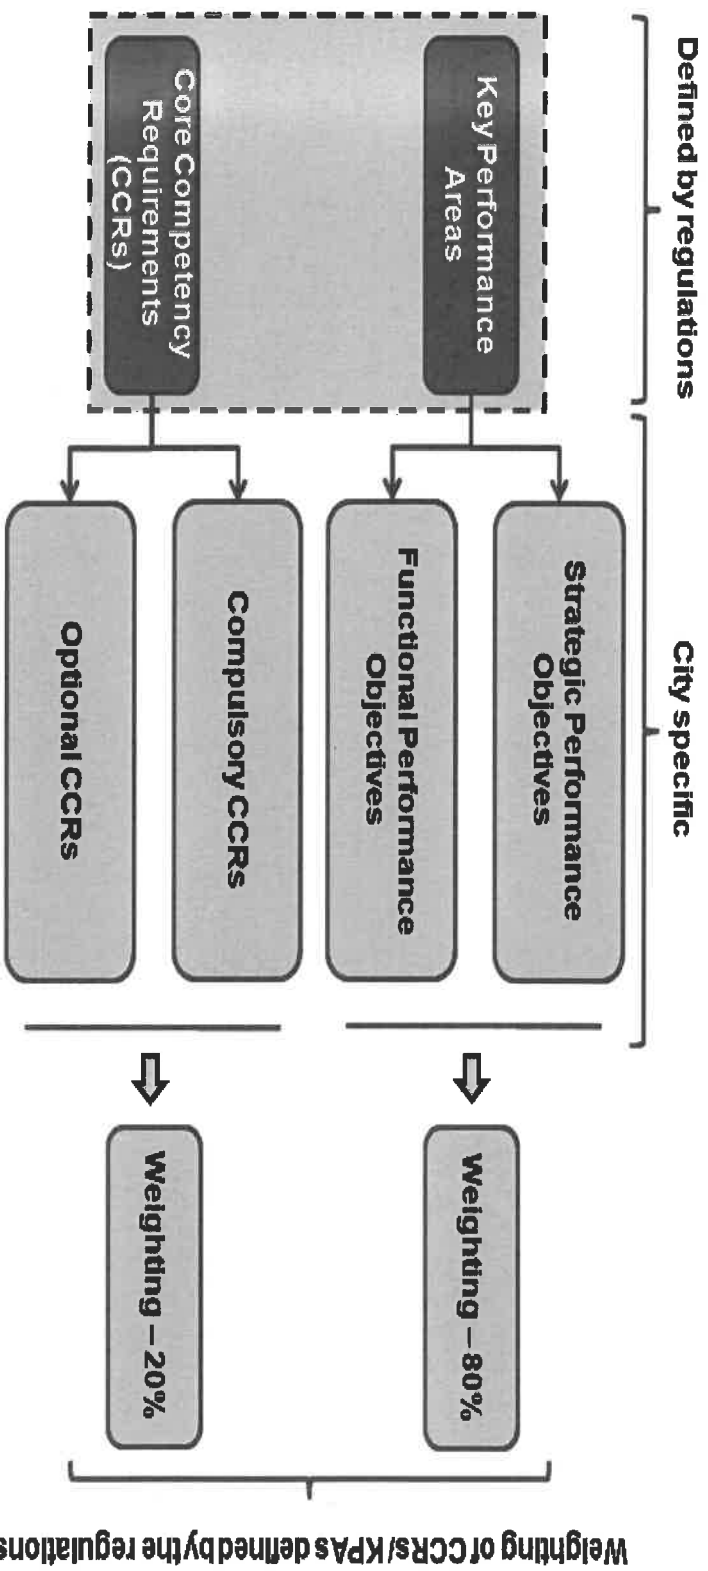 Defined by regulations
City specific
Key Performance
Areas
Strategic Performance
Objectives
Functional Performance
Objectives
Weighting – 80%
Core Competency
Requirements
(CCRs)
Compulsory CCRs
Optional CCRs
Weighting – 20%
Weighting of CCRs/ KPAs defined by the regulations